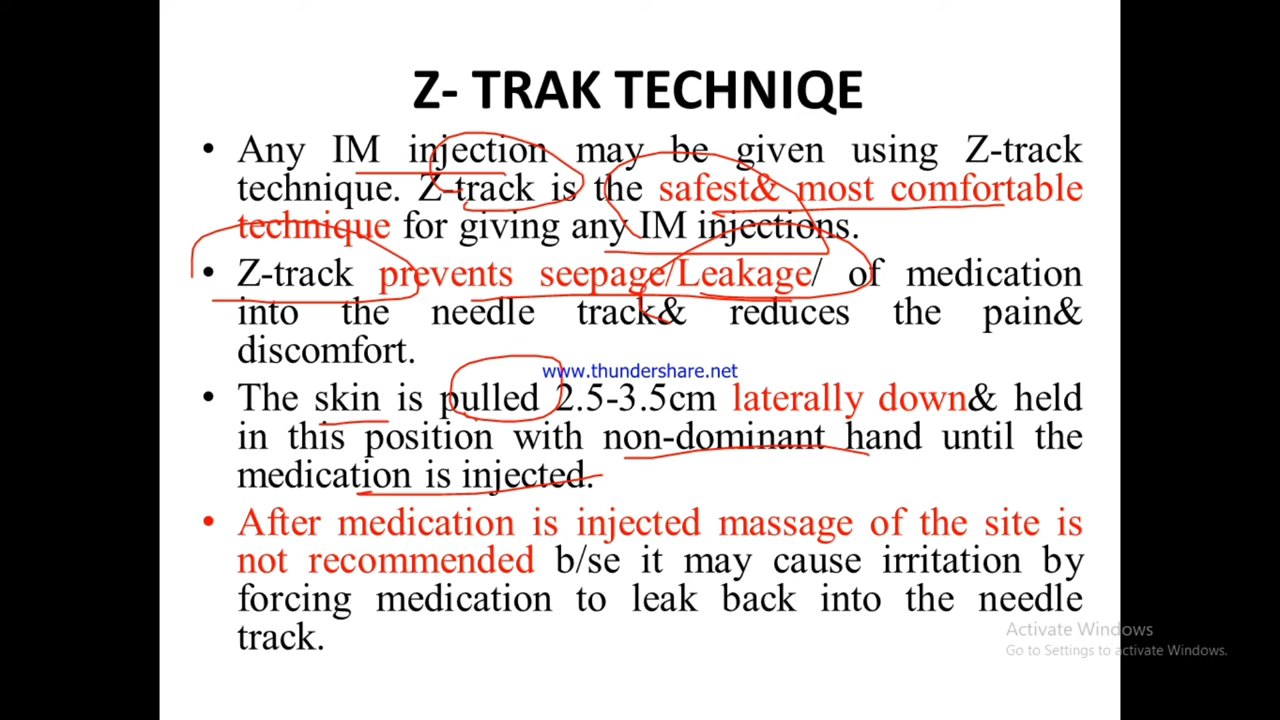 Z- TRAK TECHNIQE
• Any IM injection may be given using Z-track
technique. Z-track is the safest& most comfortable
technique for giving any IM injections.
• Z-track prevents seepage/Leakage/ of medication
into the needle track& reduces the pain&
discomfort.
www.thundershare.net
• The skin is pulled 2.5-3.5cm laterally down& held
in this position with non-dominant hand until the
medication is injected.
• After medication is injected massage of the site is
not recommended b/se it may cause irritation by
forcing medication to leak back into the needle
track.
Activate Windows
Go to Settings to activate Windows.